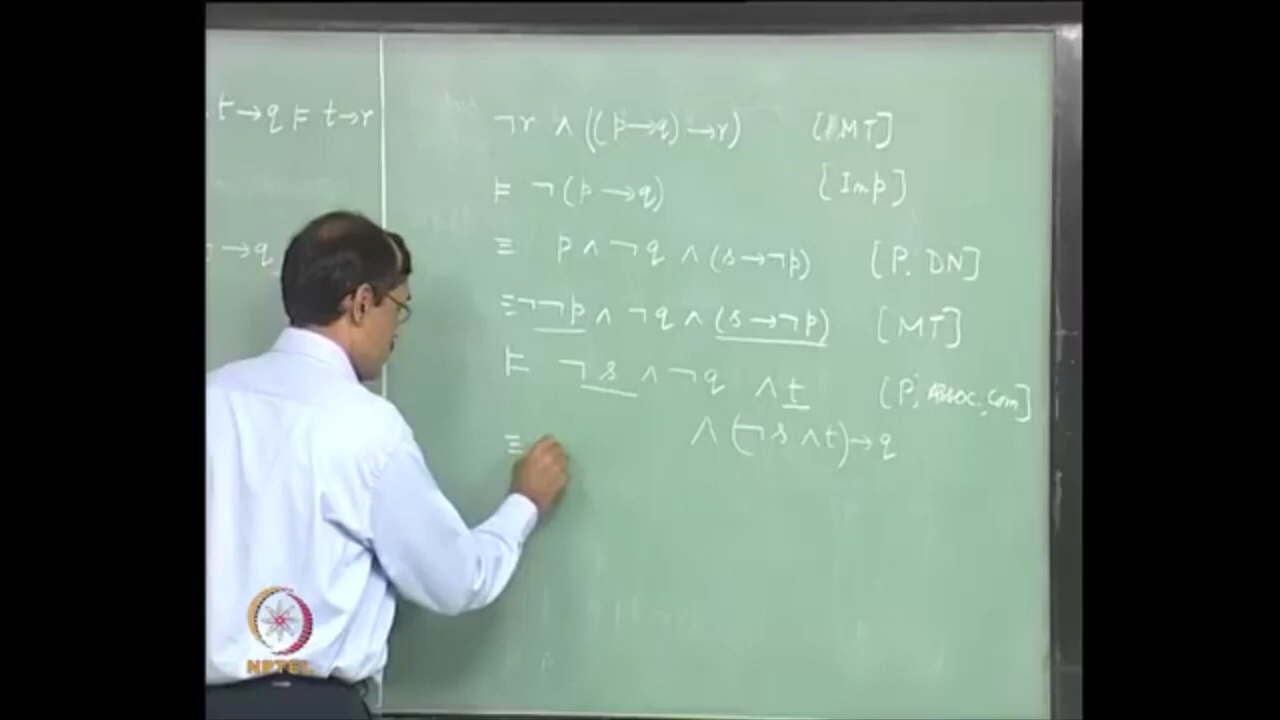 t→q ⊨ t→r
→q
¬r ∧ ((p→q)→r) [MT]
⊨ ¬(p→q) [Imp]
≡ p ∧ ¬q ∧ (s→¬p) [P, DN]
≡ ¬¬p ∧ ¬q ∧ (s→¬p) [MT]
⊨ ¬s ∧ ¬q ∧ t [P, Assoc, Com]
≡ ∧ (¬s ∧ t)→q
NPTEL